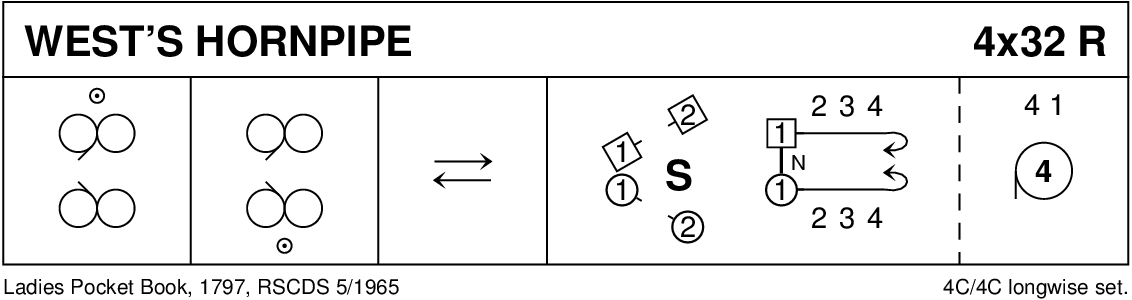 WEST'S HORNPIPE 4x32 R
2 2 3 4 4 1
1 1
1 S 1 N 4
2 2 3 4
Ladies Pocket Book, 1797, RSCDS 5/1965 4C/4C longwise set.